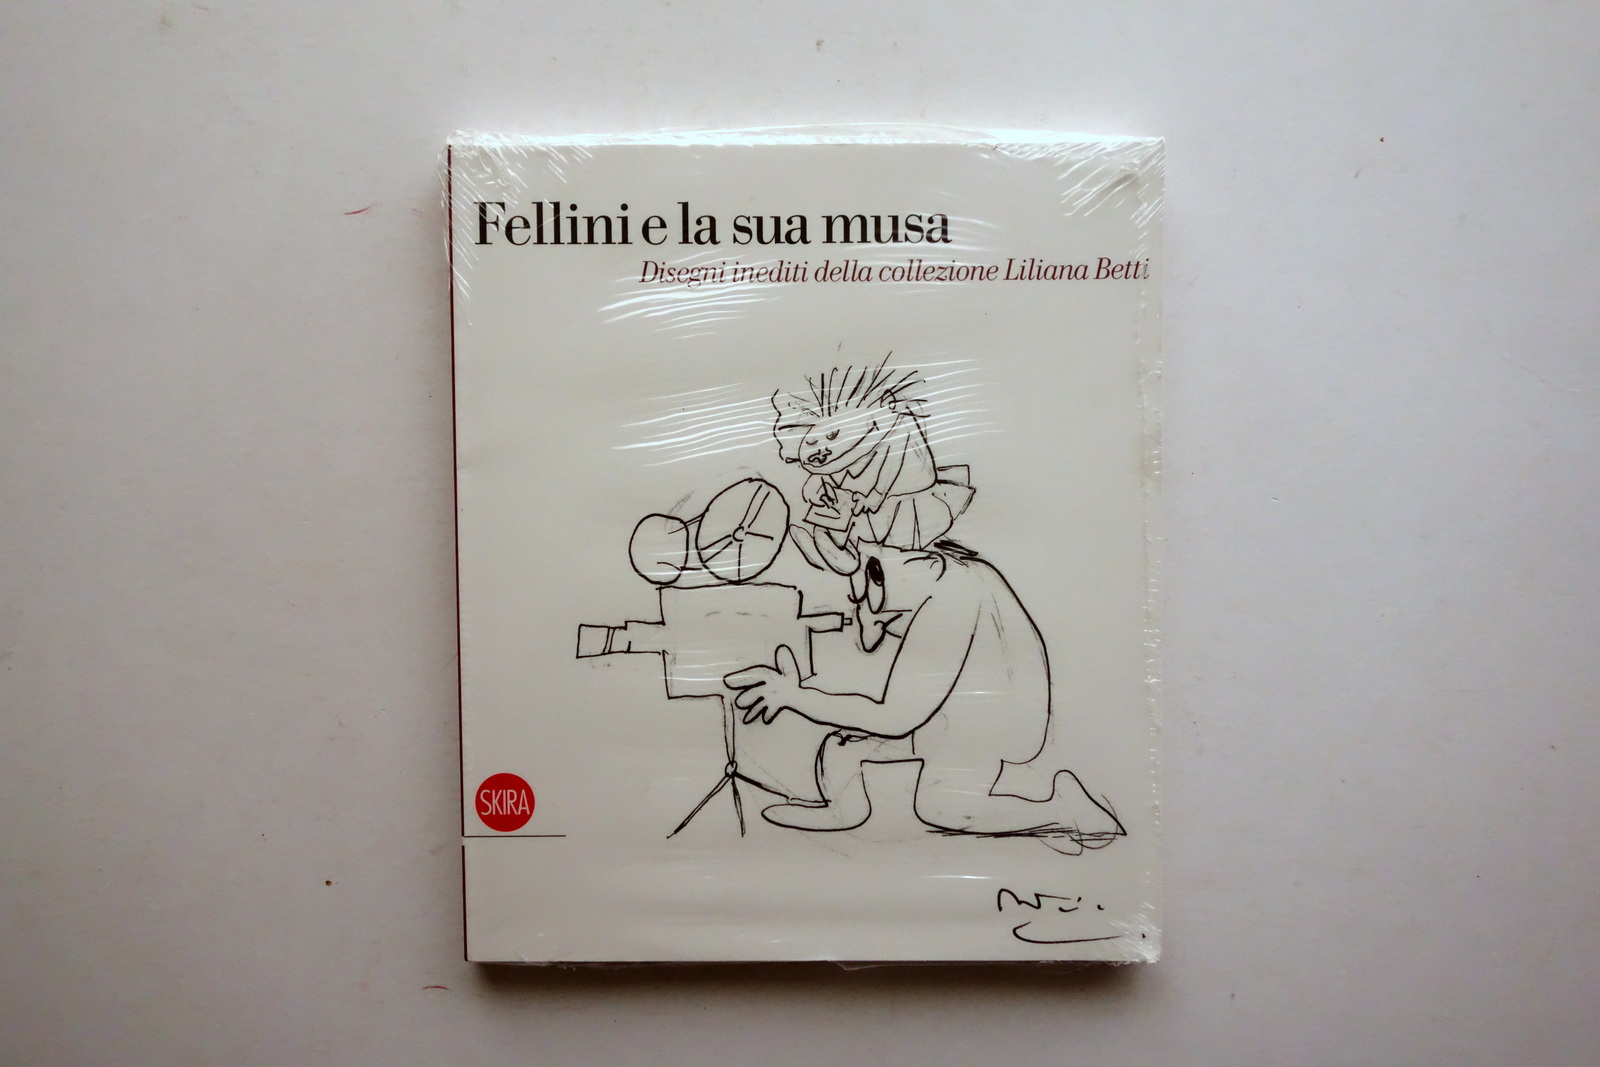 Fellini e la sua musa
Disegni inediti della collezione Liliana Betti
SKIRA